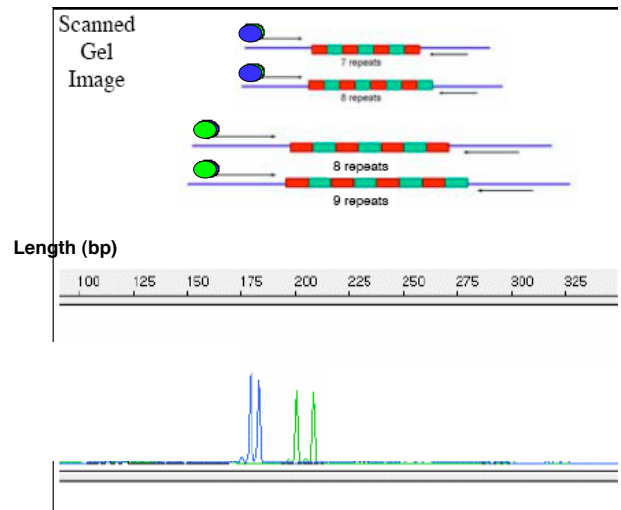 Scanned
Gel
Image
7 repeats
8 repeats
8 repeats
9 repeats
Length (bp)
100 125 150 175 200 225 250 275 300 325